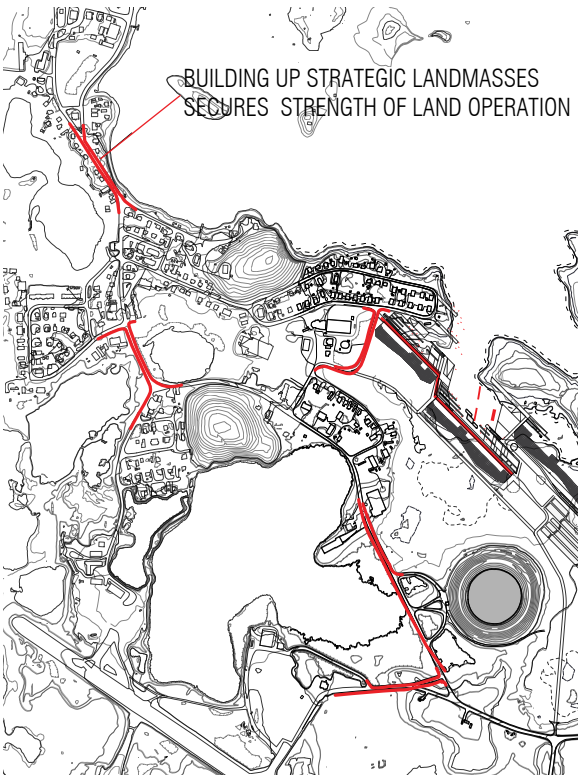 BUILDING UP STRATEGIC LANDMASSES
SECURES STRENGTH OF LAND OPERATION